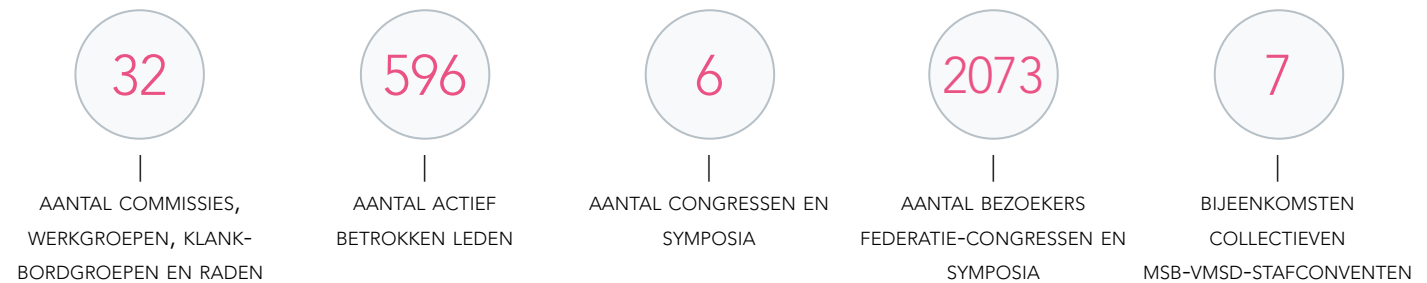 32
AANTAL COMMISSIES,
WERKGROEPEN, KLANK-
BORDGROEPEN EN RADEN
596
AANTAL ACTIEF
BETROKKEN LEDEN
6
AANTAL CONGRESSEN EN
SYMPOSIA
2073
AANTAL BEZOEKERS
FEDERATIE-CONGRESSEN EN
SYMPOSIA
7
BIJEENKOMSTEN
COLLECTIEVEN
MSB-VMSD-STAFCONVENTEN